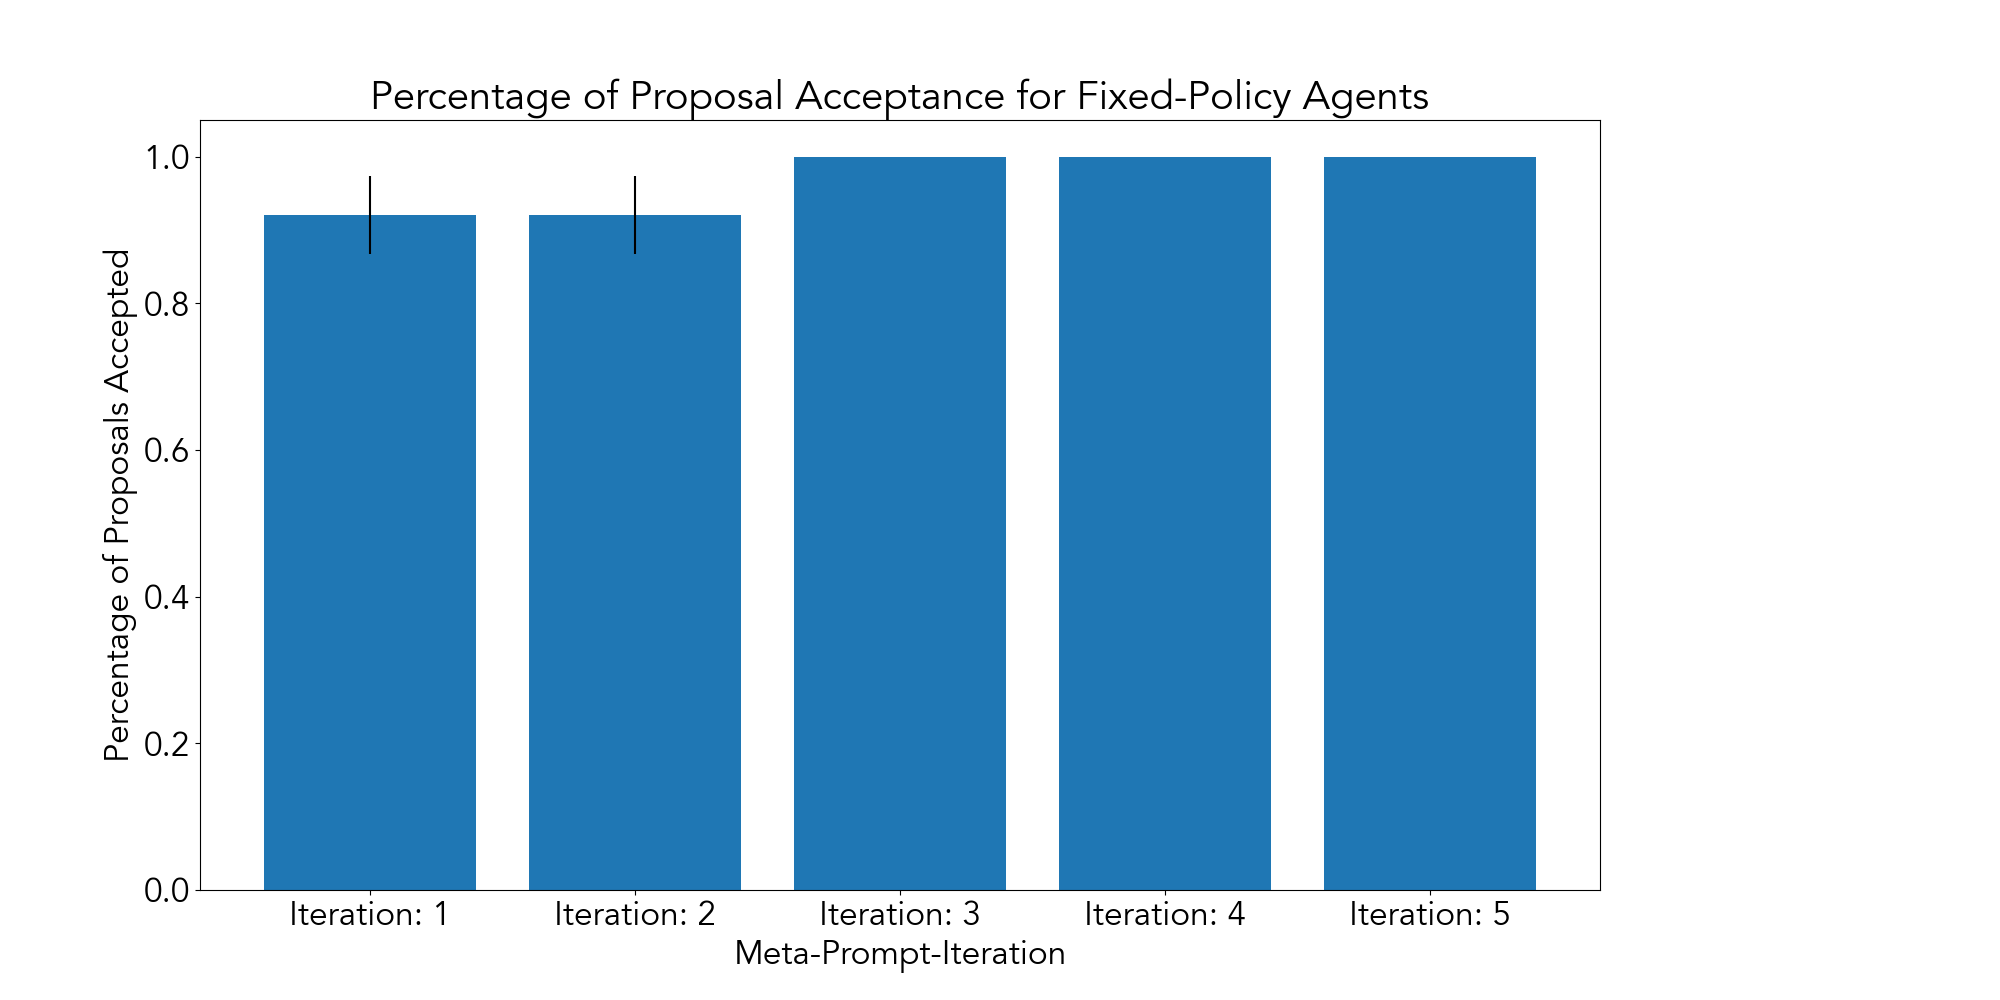 Percentage of Proposal Acceptance for Fixed-Policy Agents
Percentage of Proposals Accepted
1.0
0.8
0.6
0.4
0.2
0.0
Iteration: 1
Iteration: 2
Iteration: 3
Iteration: 4
Iteration: 5
Meta-Prompt-Iteration